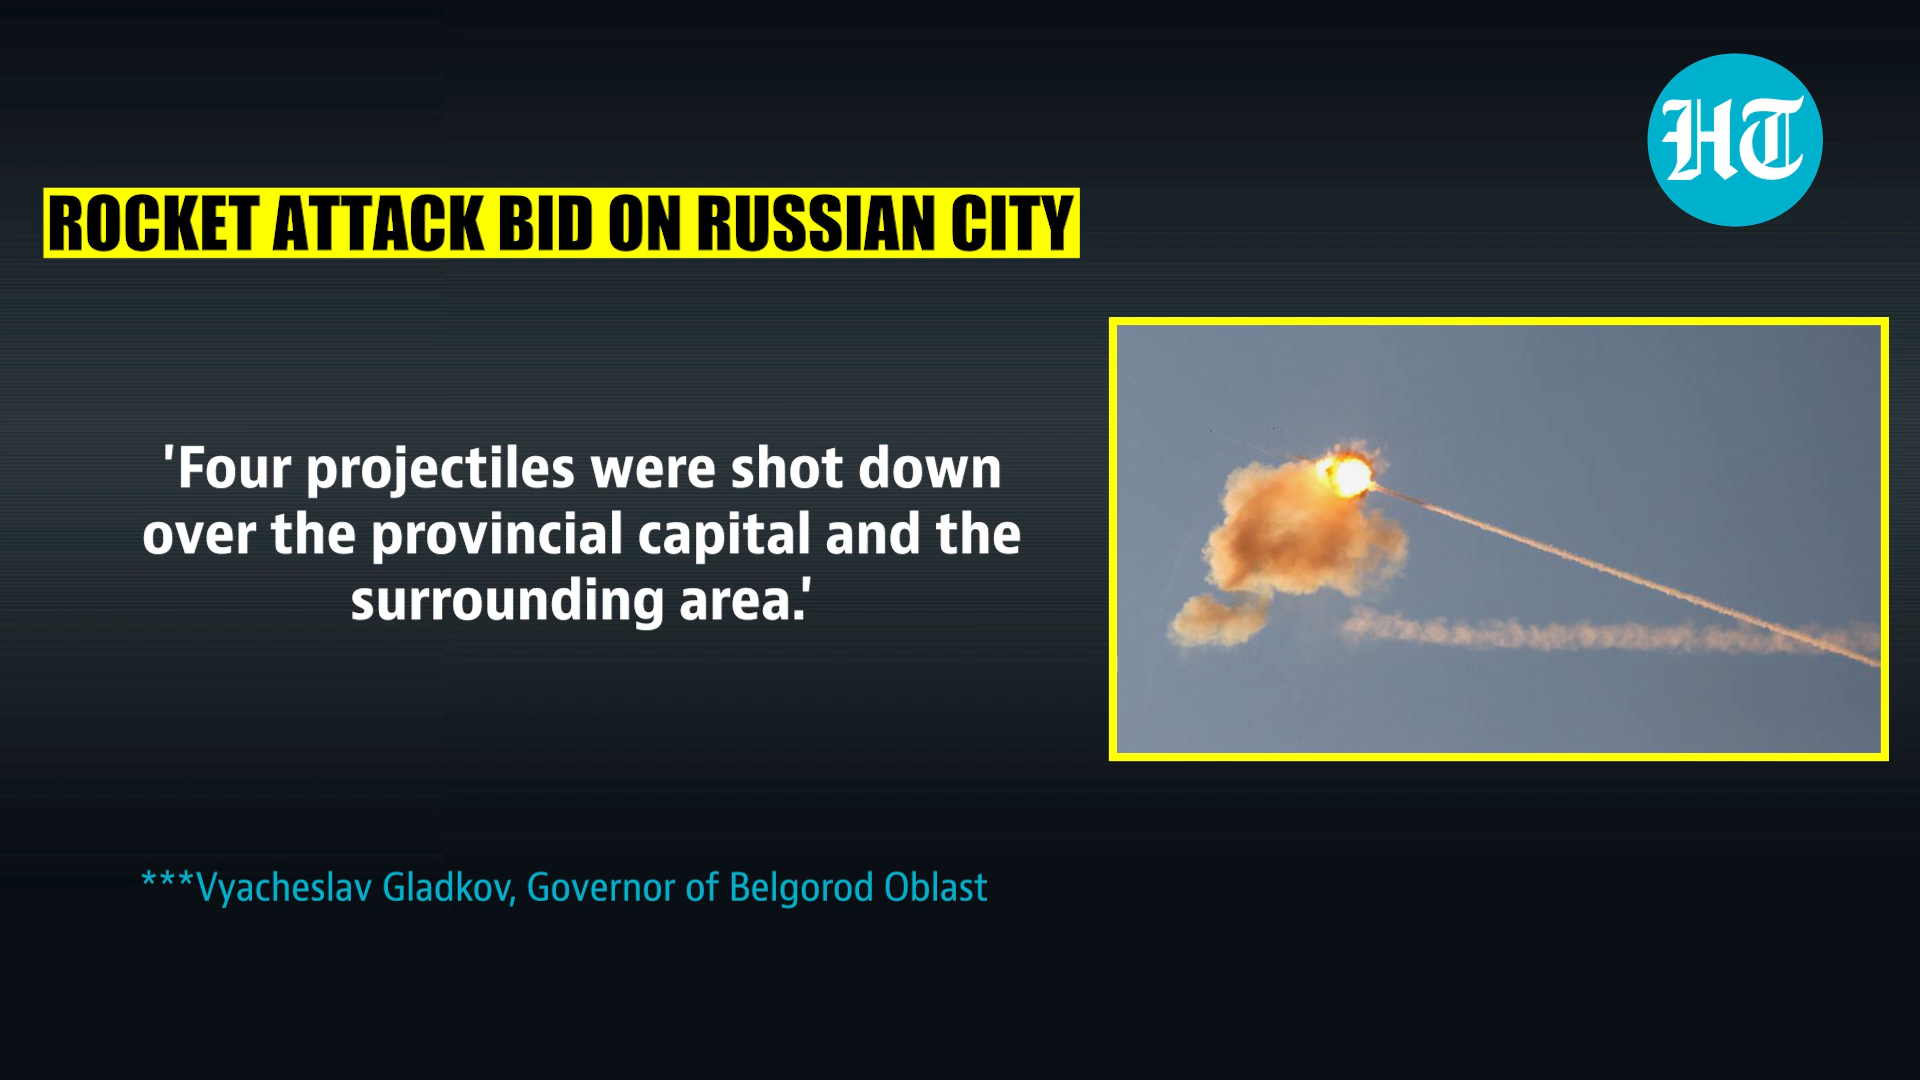 HT
ROCKET ATTACK BID ON RUSSIAN CITY
'Four projectiles were shot down
over the provincial capital and the
surrounding area.'
***Vyacheslav Gladkov, Governor of Belgorod Oblast